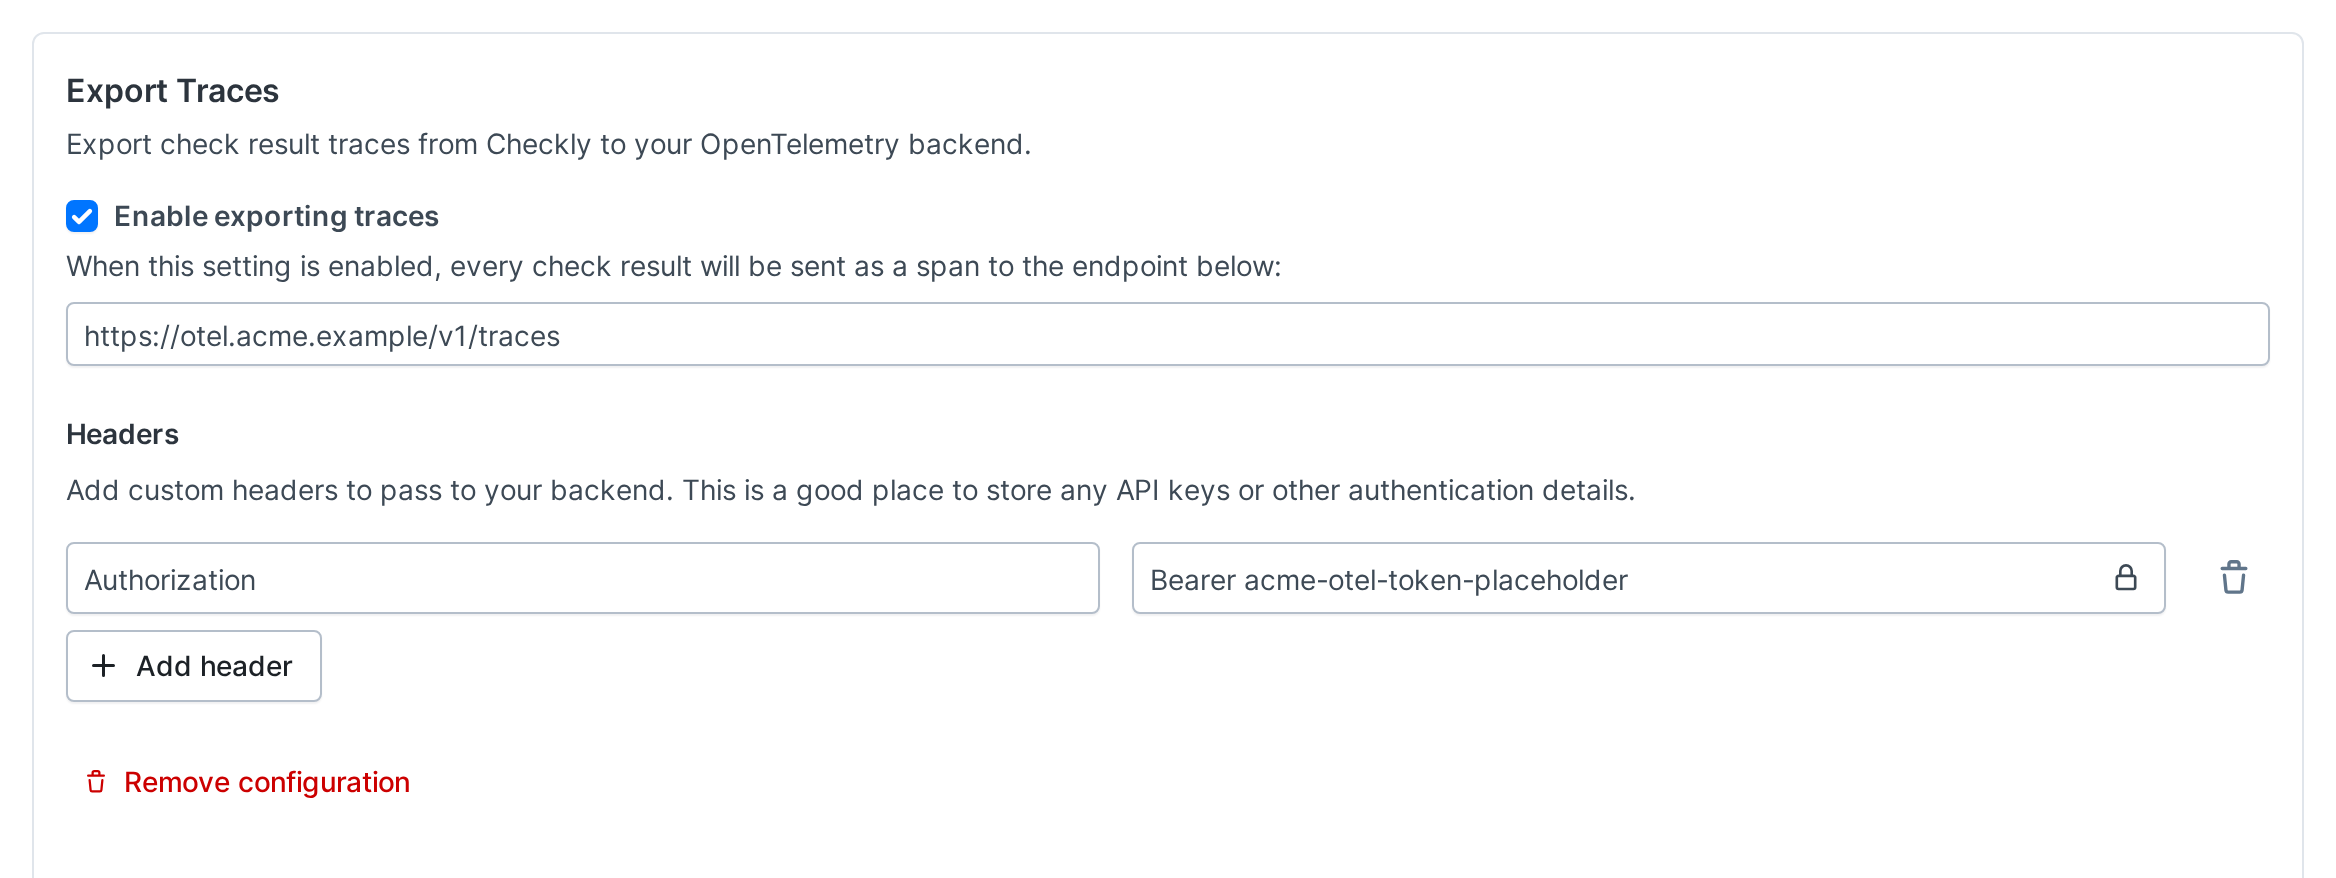 Export Traces
Export check result traces from Checkly to your OpenTelemetry backend.
Enable exporting traces
When this setting is enabled, every check result will be sent as a span to the endpoint below:
https://otel.acme.example/v1/traces
Headers
Add custom headers to pass to your backend. This is a good place to store any API keys or other authentication details.
Authorization
Bearer acme-otel-token-placeholder
Add header
Remove configuration